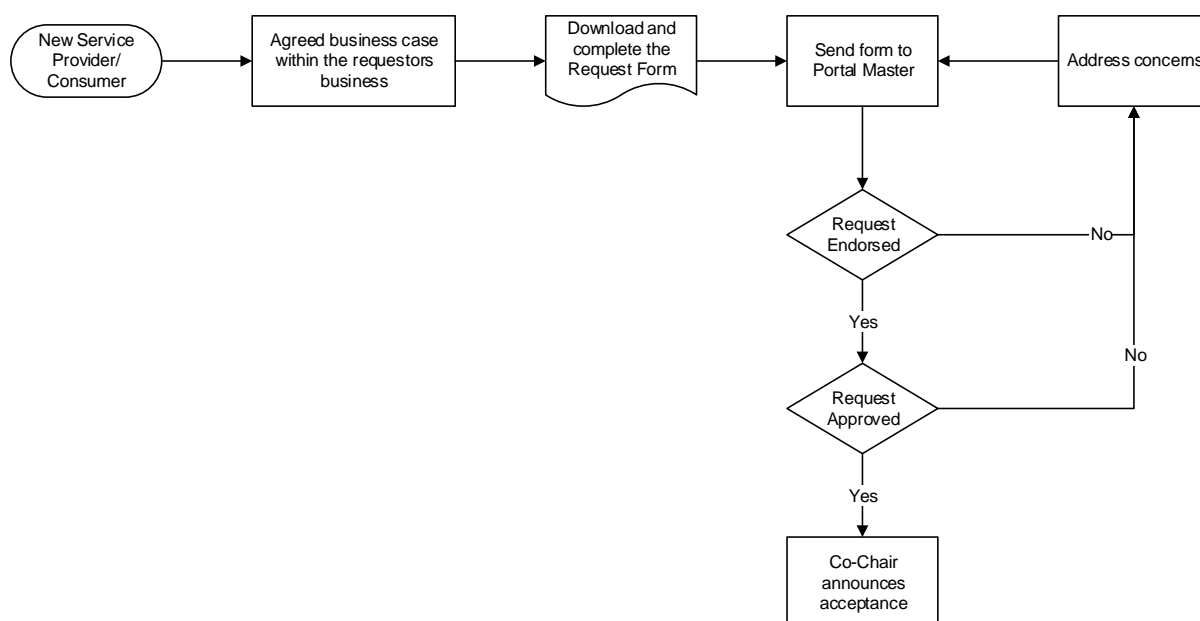 New Service
Provider/
Consumer
Agreed business case
within the requestors
business
Download and
complete the
Request Form
Send form to
Portal Master
Address concerns
Request
Endorsed
No
Yes
No
Request
Approved
Yes
Co-Chair
announces
acceptance